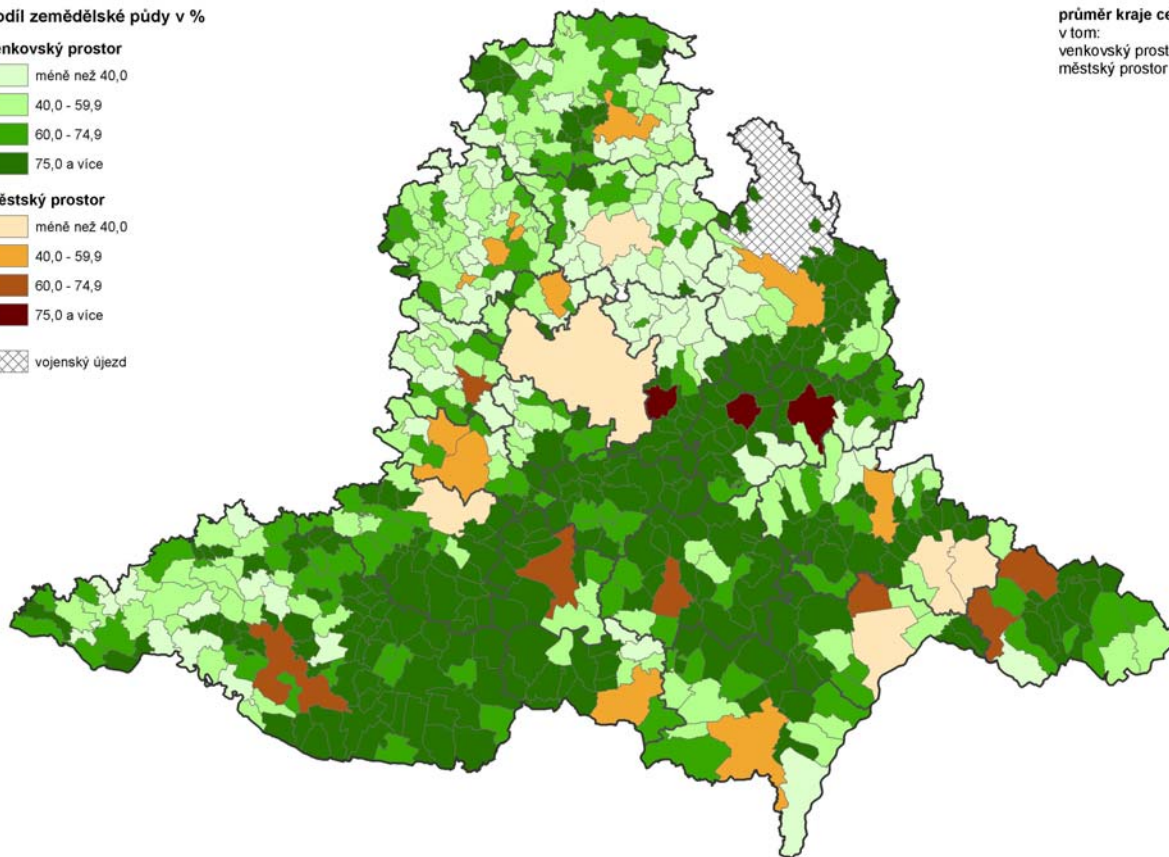 odíl zemědělské půdy v %
enkovský prostor
méně než 40,0
40,0 - 59,9
60,0 - 74,9
75,0 a více
ěstský prostor
méně než 40,0
40,0 - 59,9
60,0 - 74,9
75,0 a více
vojenský újezd
průměr kraje ce
v tom:
venkovský prost
městský prostor